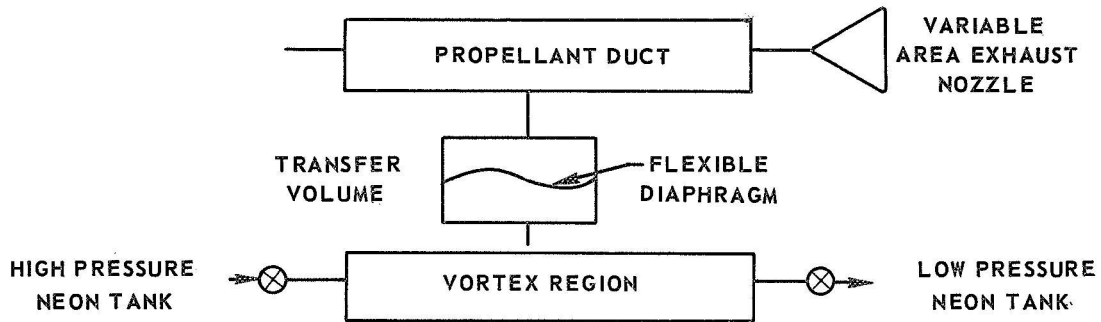 PROPELLANT DUCT
VARIABLE
AREA EXHAUST
NOZZLE
TRANSFER
VOLUME
FLEXIBLE
DIAPHRAGM
HIGH PRESSURE
NEON TANK
VORTEX REGION
LOW PRESSURE
NEON TANK